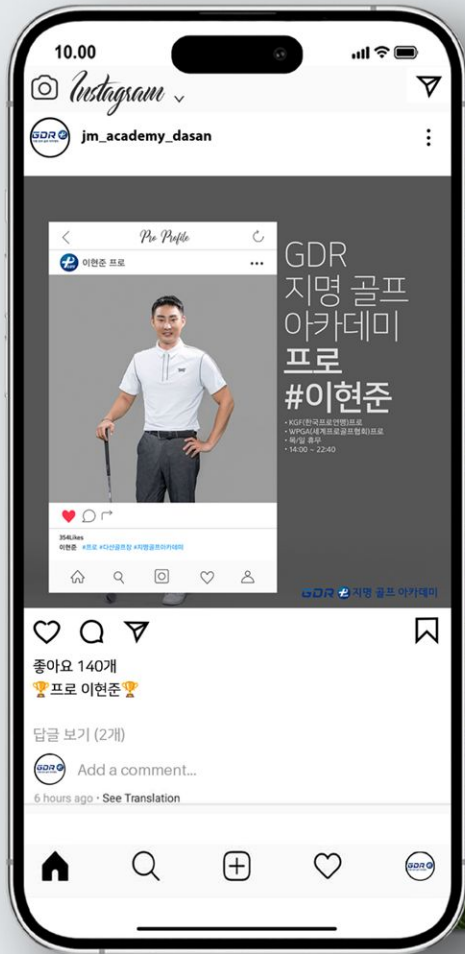 10.00
Instagram
GDR
jm_academy_dasan
Pro Profile
이현준 프로
GDR
지명 골프
아카데미
프로
#이현준
• KGF(한국프로연맹)프로
• WPGA(세계프로골프협회)프로
• 목/일 휴무
• 14:00 ~ 22:40
354Likes
이현준 #프로 #다산골프장 #지명골프아카데미
GDR 지명 골프 아카데미
좋아요 140개
🏆프로 이현준🏆
답글 보기 (2개)
GDR
Add a comment...
6 hours ago • See Translation
GDR